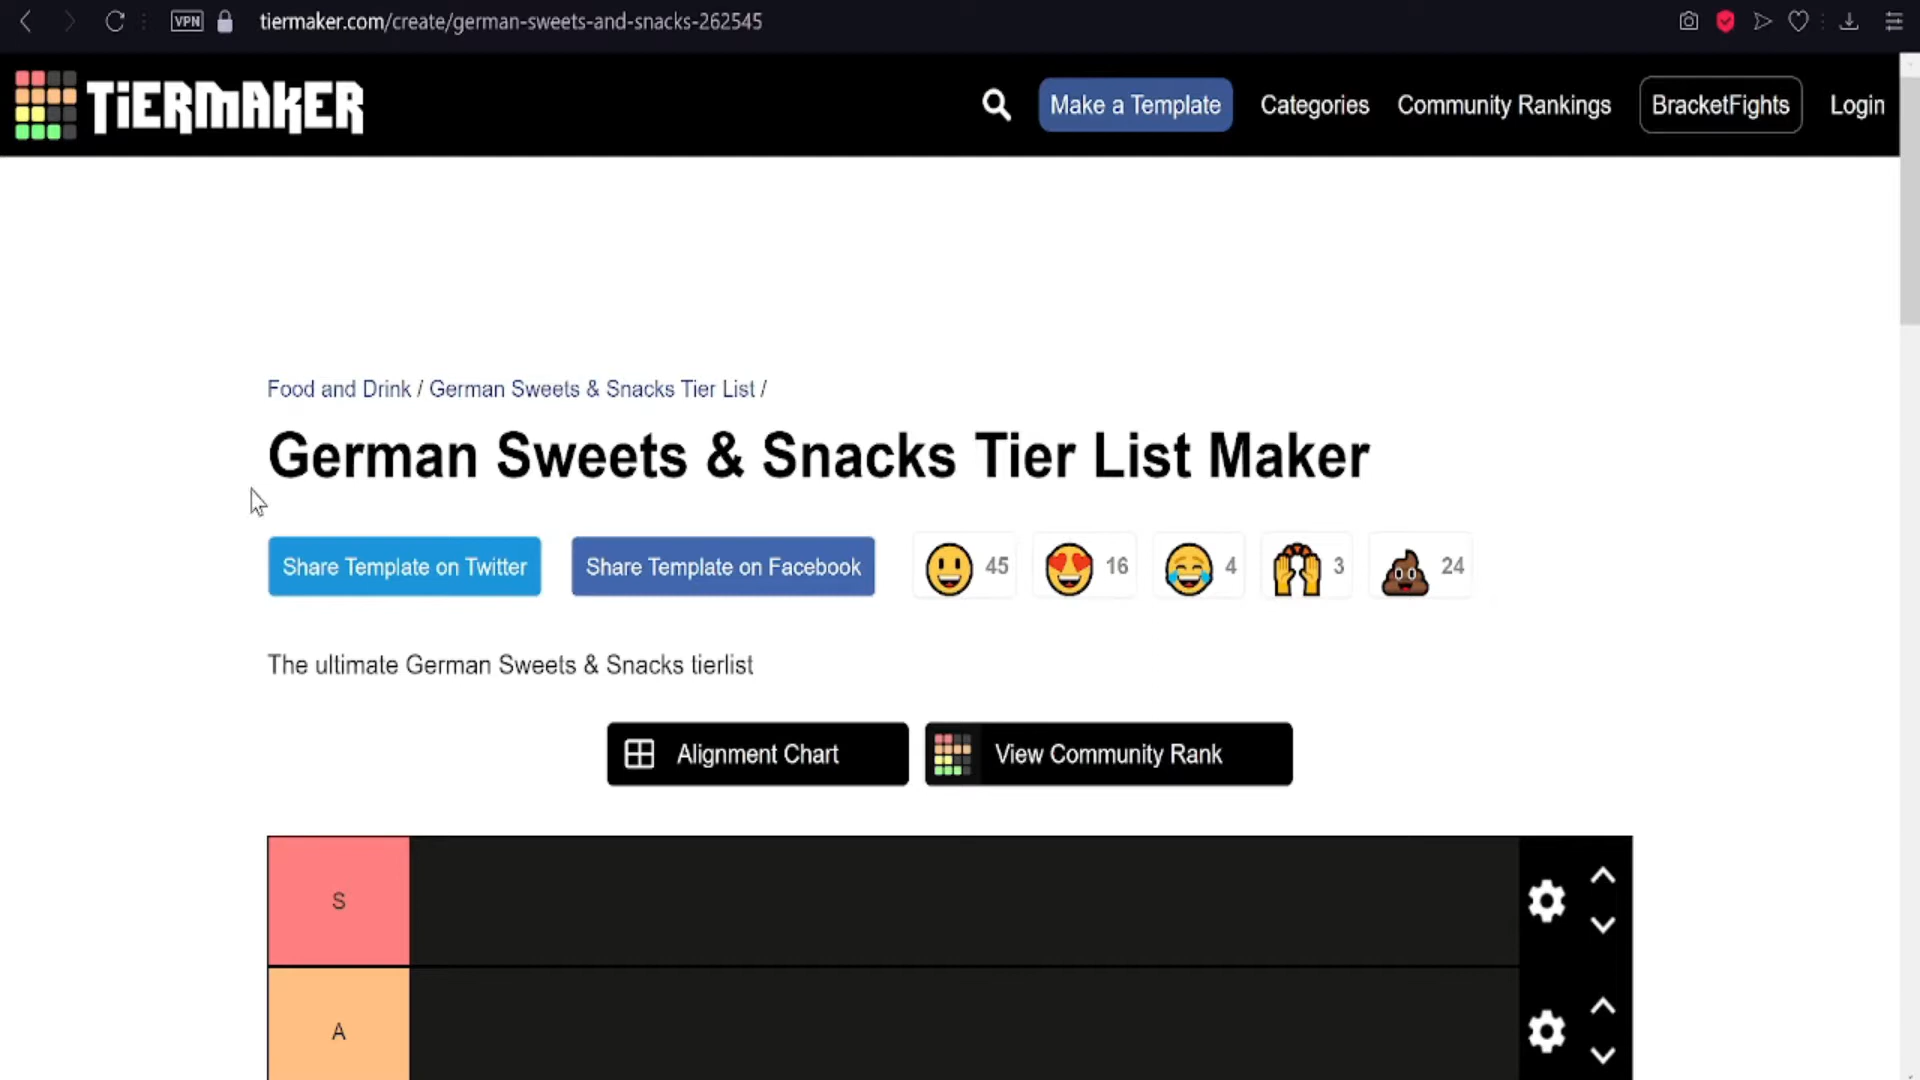 VPN tiermaker.com/create/german-sweets-and-snacks-262545
TiERMAKER Make a Template Categories Community Rankings BracketFights Login
Food and Drink / German Sweets & Snacks Tier List /
German Sweets & Snacks Tier List Maker
Share Template on Twitter Share Template on Facebook 45 16 4 3 24
The ultimate German Sweets & Snacks tierlist
Alignment Chart View Community Rank
S
A